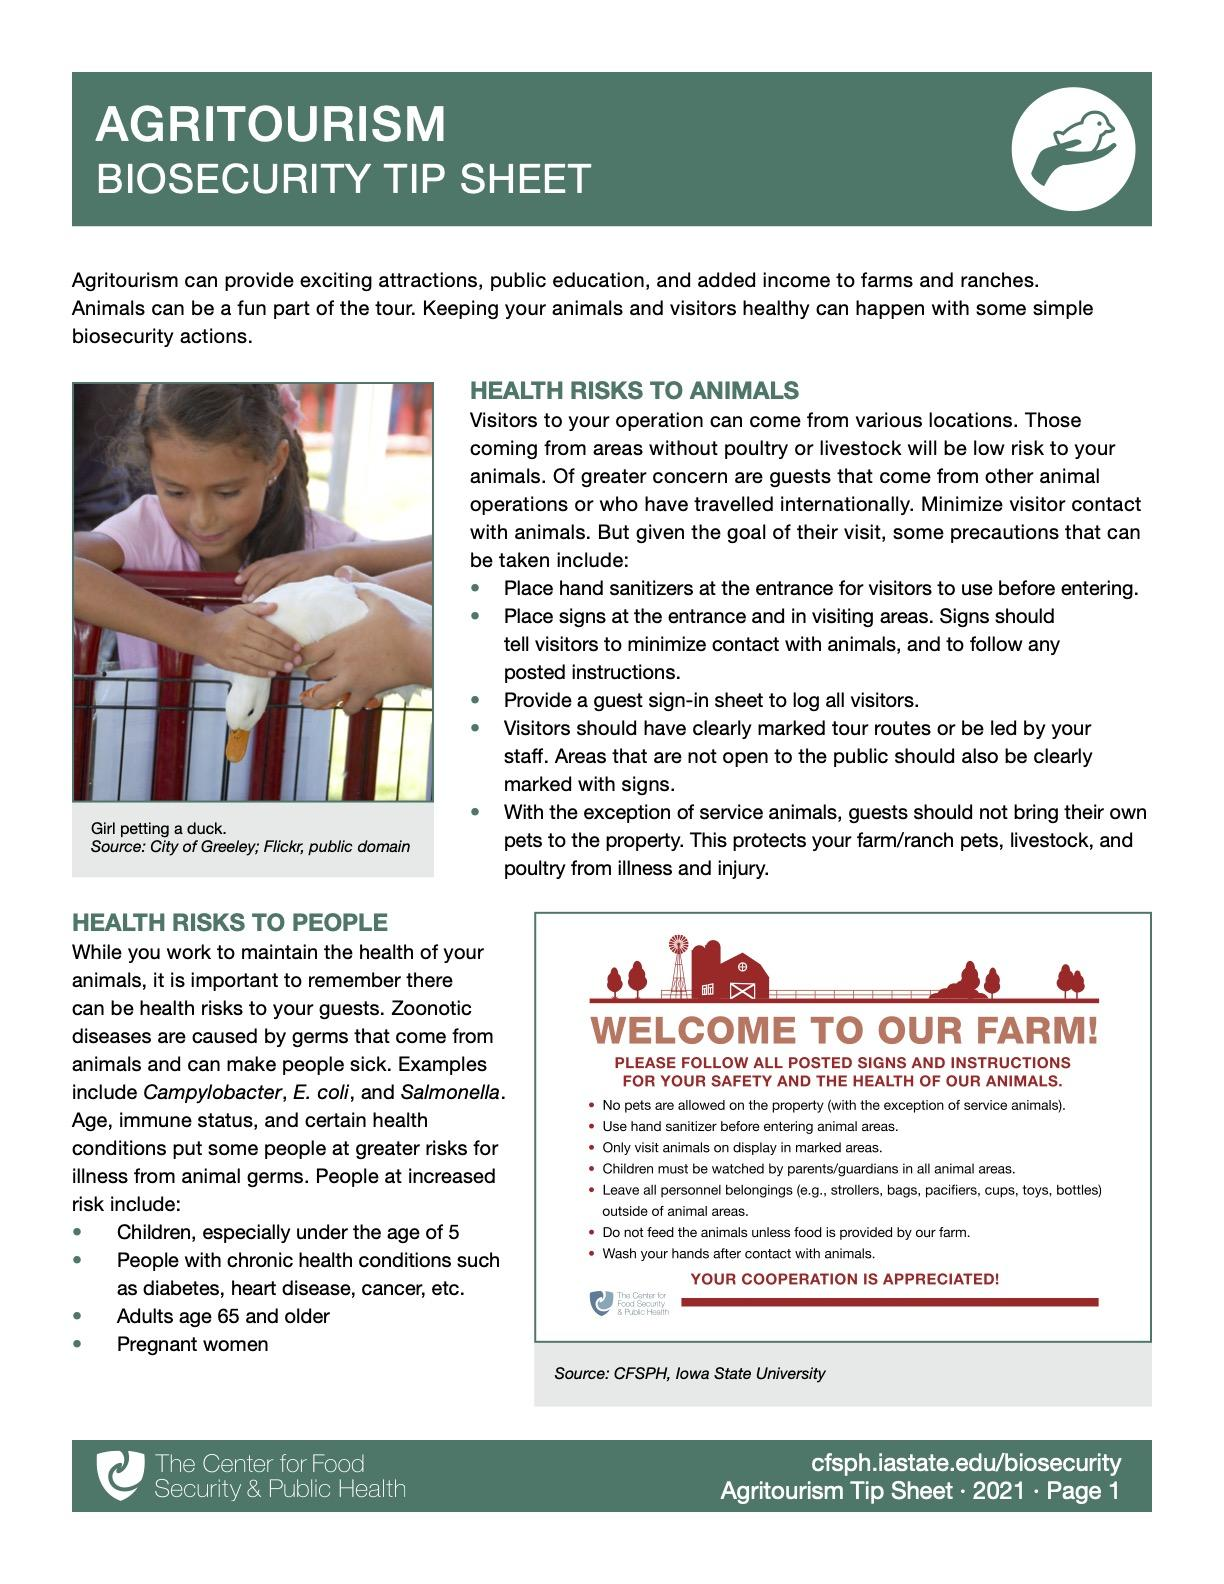 AGRITOURISM
BIOSECURITY TIP SHEET
Agritourism can provide exciting attractions, public education, and added income to farms and ranches.
Animals can be a fun part of the tour. Keeping your animals and visitors healthy can happen with some simple
biosecurity actions.
Girl petting a duck.
Source: City of Greeley; Flickr, public domain
HEALTH RISKS TO ANIMALS
Visitors to your operation can come from various locations. Those
coming from areas without poultry or livestock will be low risk to your
animals. Of greater concern are guests that come from other animal
operations or who have travelled internationally. Minimize visitor contact
with animals. But given the goal of their visit, some precautions that can
be taken include:
• Place hand sanitizers at the entrance for visitors to use before entering.
• Place signs at the entrance and in visiting areas. Signs should
tell visitors to minimize contact with animals, and to follow any
posted instructions.
• Provide a guest sign-in sheet to log all visitors.
• Visitors should have clearly marked tour routes or be led by your
staff. Areas that are not open to the public should also be clearly
marked with signs.
• With the exception of service animals, guests should not bring their own
pets to the property. This protects your farm/ranch pets, livestock, and
poultry from illness and injury.
HEALTH RISKS TO PEOPLE
While you work to maintain the health of your
animals, it is important to remember there
can be health risks to your guests. Zoonotic
diseases are caused by germs that come from
animals and can make people sick. Examples
include Campylobacter, E. coli, and Salmonella.
Age, immune status, and certain health
conditions put some people at greater risks for
illness from animal germs. People at increased
risk include:
• Children, especially under the age of 5
• People with chronic health conditions such
as diabetes, heart disease, cancer, etc.
• Adults age 65 and older
• Pregnant women
WELCOME TO OUR FARM!
PLEASE FOLLOW ALL POSTED SIGNS AND INSTRUCTIONS
FOR YOUR SAFETY AND THE HEALTH OF OUR ANIMALS.
• No pets are allowed on the property (with the exception of service animals).
• Use hand sanitizer before entering animal areas.
• Only visit animals on display in marked areas.
• Children must be watched by parents/guardians in all animal areas.
• Leave all personnel belongings (e.g., strollers, bags, pacifiers, cups, toys, bottles)
outside of animal areas.
• Do not feed the animals unless food is provided by our farm.
• Wash your hands after contact with animals.
YOUR COOPERATION IS APPRECIATED!
The Center for
Food Security
& Public Health
Source: CFSPH, Iowa State University
The Center for Food
Security & Public Health
cfsph.iastate.edu/biosecurity
Agritourism Tip Sheet · 2021 · Page 1